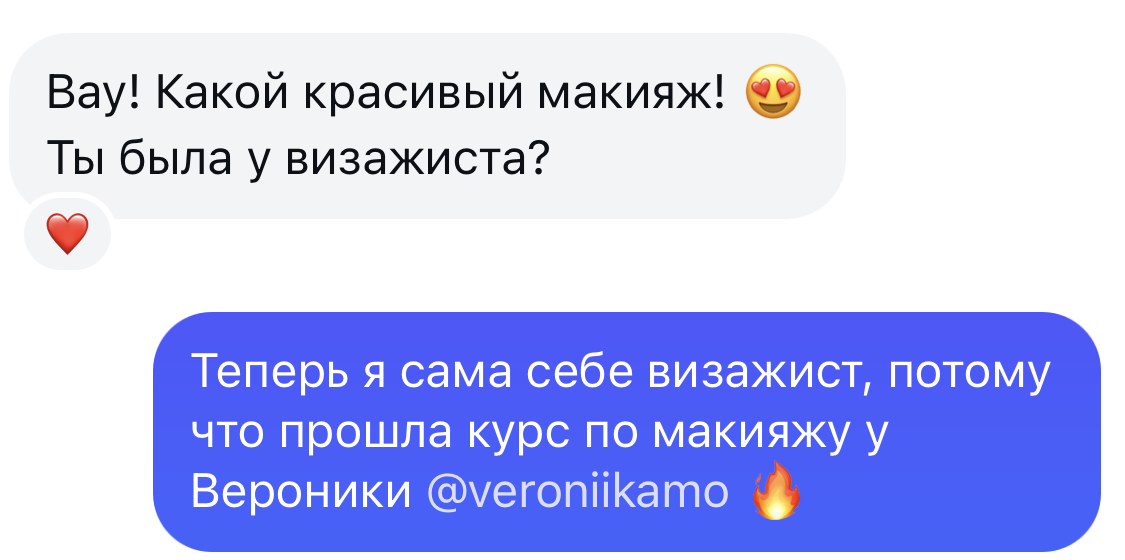 Вау! Какой красивый макияж! 😍
Ты была у визажиста?
❤️
Теперь я сама себе визажист, потому
что прошла курс по макияжу у
Вероники @veroniikamo 🔥